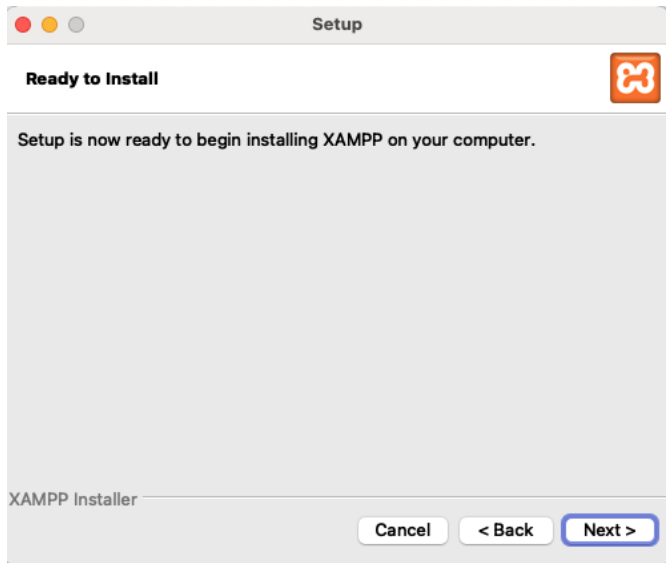 Setup
Ready to Install
Setup is now ready to begin installing XAMPP on your computer.
XAMPP Installer
Cancel < Back Next >